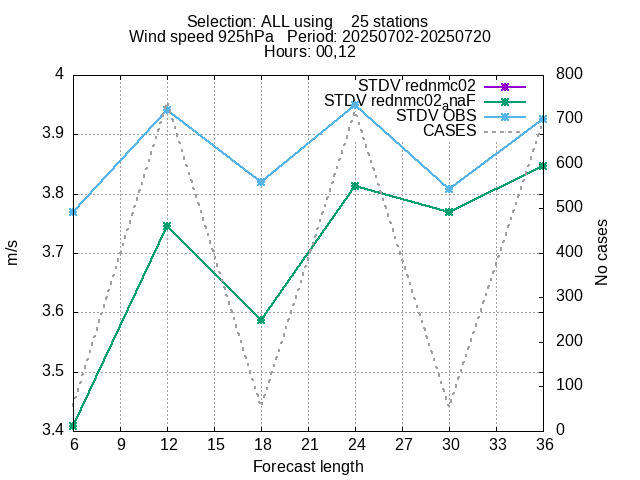 Selection: ALL using 25 stations
Wind speed 925hPa Period: 20250702-20250720
Hours: 00,12
STDV rednmc02
STDV rednmc02_anaF
STDV OBS
CASES
4
3.9
3.8
3.7
3.6
3.5
3.4
m/s
800
700
600
500
400
300
200
100
0
No cases
6 9 12 15 18 21 24 27 30 33 36
Forecast length